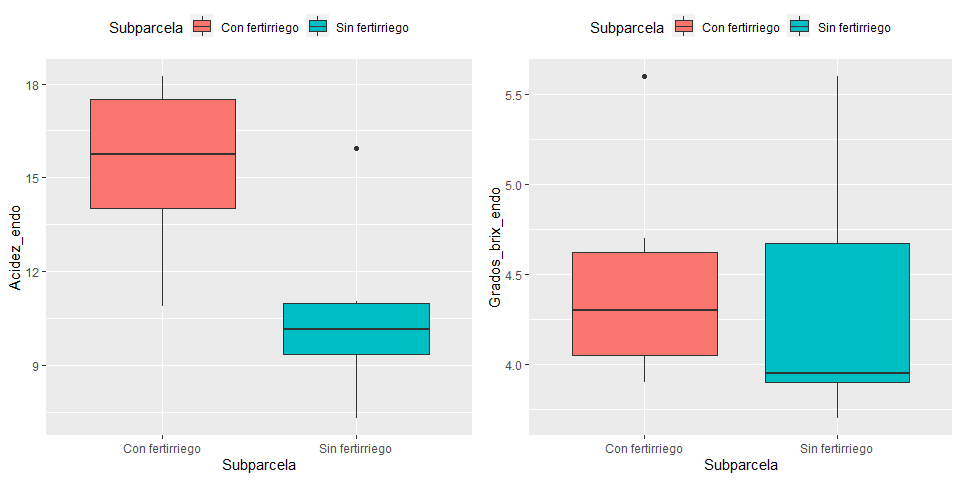 Subparcela Con fertirriego Sin fertirriego
Acidez_endo
18
15
12
9
Con fertirriego Sin fertirriego
Subparcela
Subparcela Con fertirriego Sin fertirriego
Grados_brix_endo
5.5
5.0
4.5
4.0
Con fertirriego Sin fertirriego
Subparcela